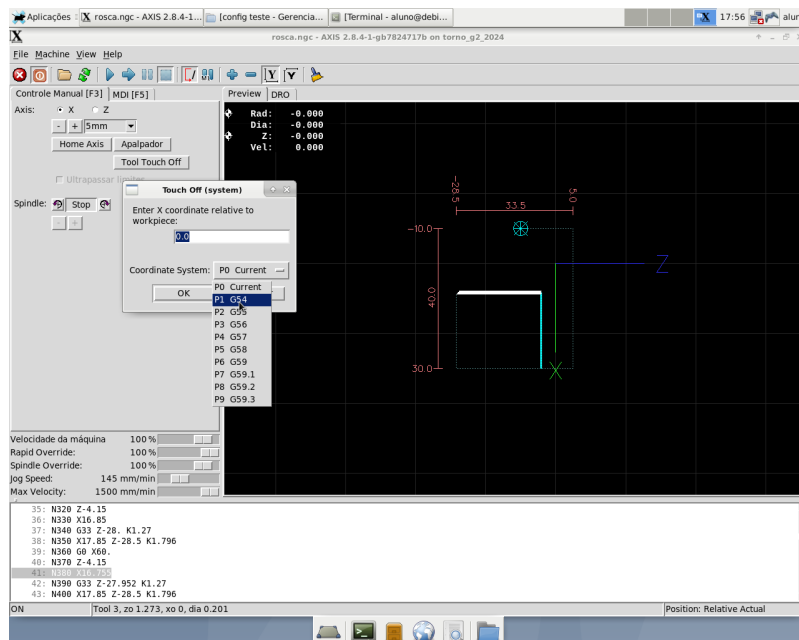 Aplicações : rosca.ngc - AXIS 2.8.4-1... [config teste - Gerencia... [Terminal - aluno@debi... 17:56 alur
rosca.ngc - AXIS 2.8.4-1-gb7824717b on torno_g2_2024
File Machine View Help
Controle Manual [F3] MDI [F5] Preview DRO
Axis: X Z
- + 5mm
Home Axis Apalpador
Tool Touch Off
Ultrapassar limites
Spindle: Stop
- +
Rad: -0.000
Dia: -0.000
Z: -0.000
Vel: 0.000
Touch Off (system)
Enter X coordinate relative to
workpiece:
0.0
Coordinate System: P0 Current
OK
P0 Current
P1 G54
P2 G55
P3 G56
P4 G57
P5 G58
P6 G59
P7 G59.1
P8 G59.2
P9 G59.3
-28.5 33.5 5.0
-10.0
40.0
30.0
Z
X
Velocidade da máquina 100 %
Rapid Override: 100 %
Spindle Override: 100 %
Jog Speed: 145 mm/min
Max Velocity: 1500 mm/min
35: N320 Z-4.15
36: N330 X16.85
37: N340 G33 Z-28. K1.27
38: N350 X17.85 Z-28.5 K1.796
39: N360 G0 X60.
40: N370 Z-4.15
41: N380 X16.755
42: N390 G33 Z-27.952 K1.27
43: N400 X17.85 Z-28.5 K1.796
ON Tool 3, zo 1.273, xo 0, dia 0.201 Position: Relative Actual